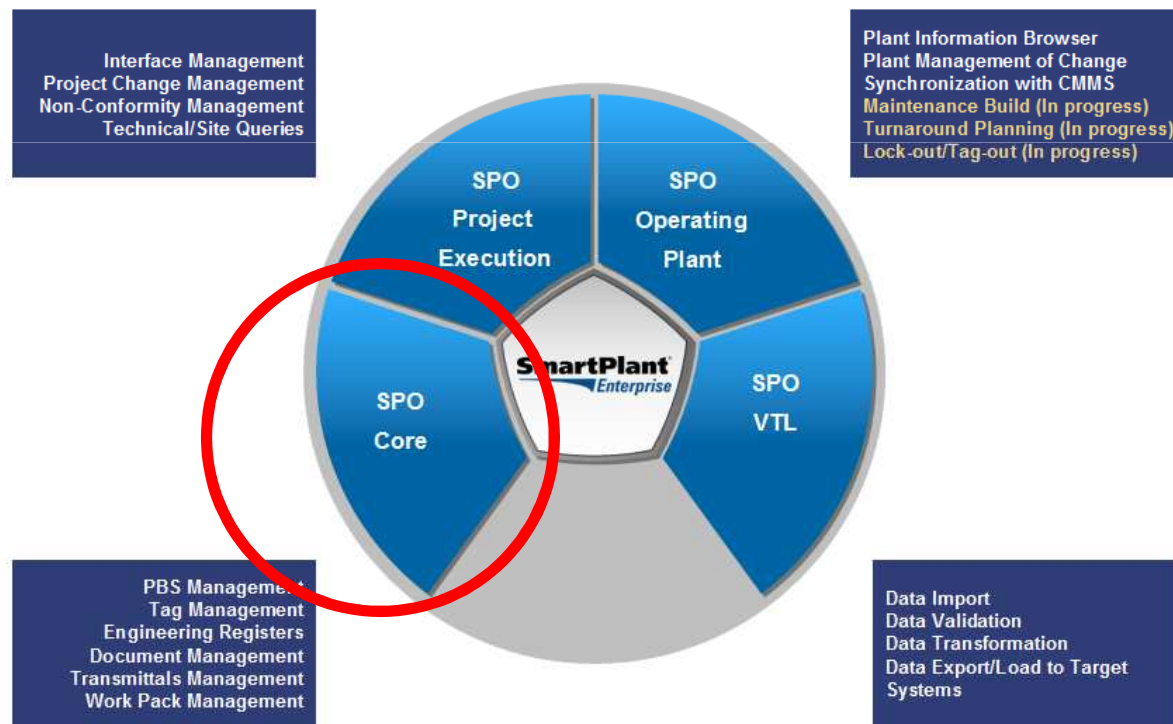 Interface Management
Project Change Management
Non-Conformity Management
Technical/Site Queries
Plant Information Browser
Plant Management of Change
Synchronization with CMMS
Maintenance Build (In progress)
Turnaround Planning (In progress)
Lock-out/Tag-out (In progress)
SPO
Project
Execution
SPO
Operating
Plant
SmartPlant
Enterprise
SPO
Core
SPO
VTL
PBS Management
Tag Management
Engineering Registers
Document Management
Transmittals Management
Work Pack Management
Data Import
Data Validation
Data Transformation
Data Export/Load to Target
Systems